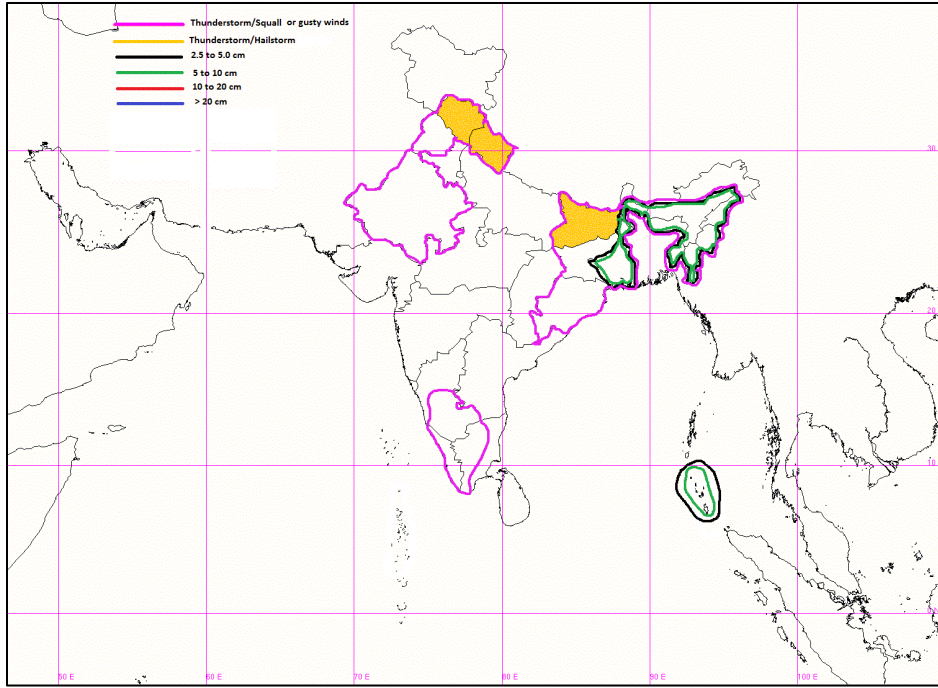 Thunderstorm/Squall or gusty winds
Thunderstorm/Hailstorm
2.5 to 5.0 cm
5 to 10 cm
10 to 20 cm
> 20 cm
30
20
10
0
50 E
60 E
70 E
80 E
90 E
100 E